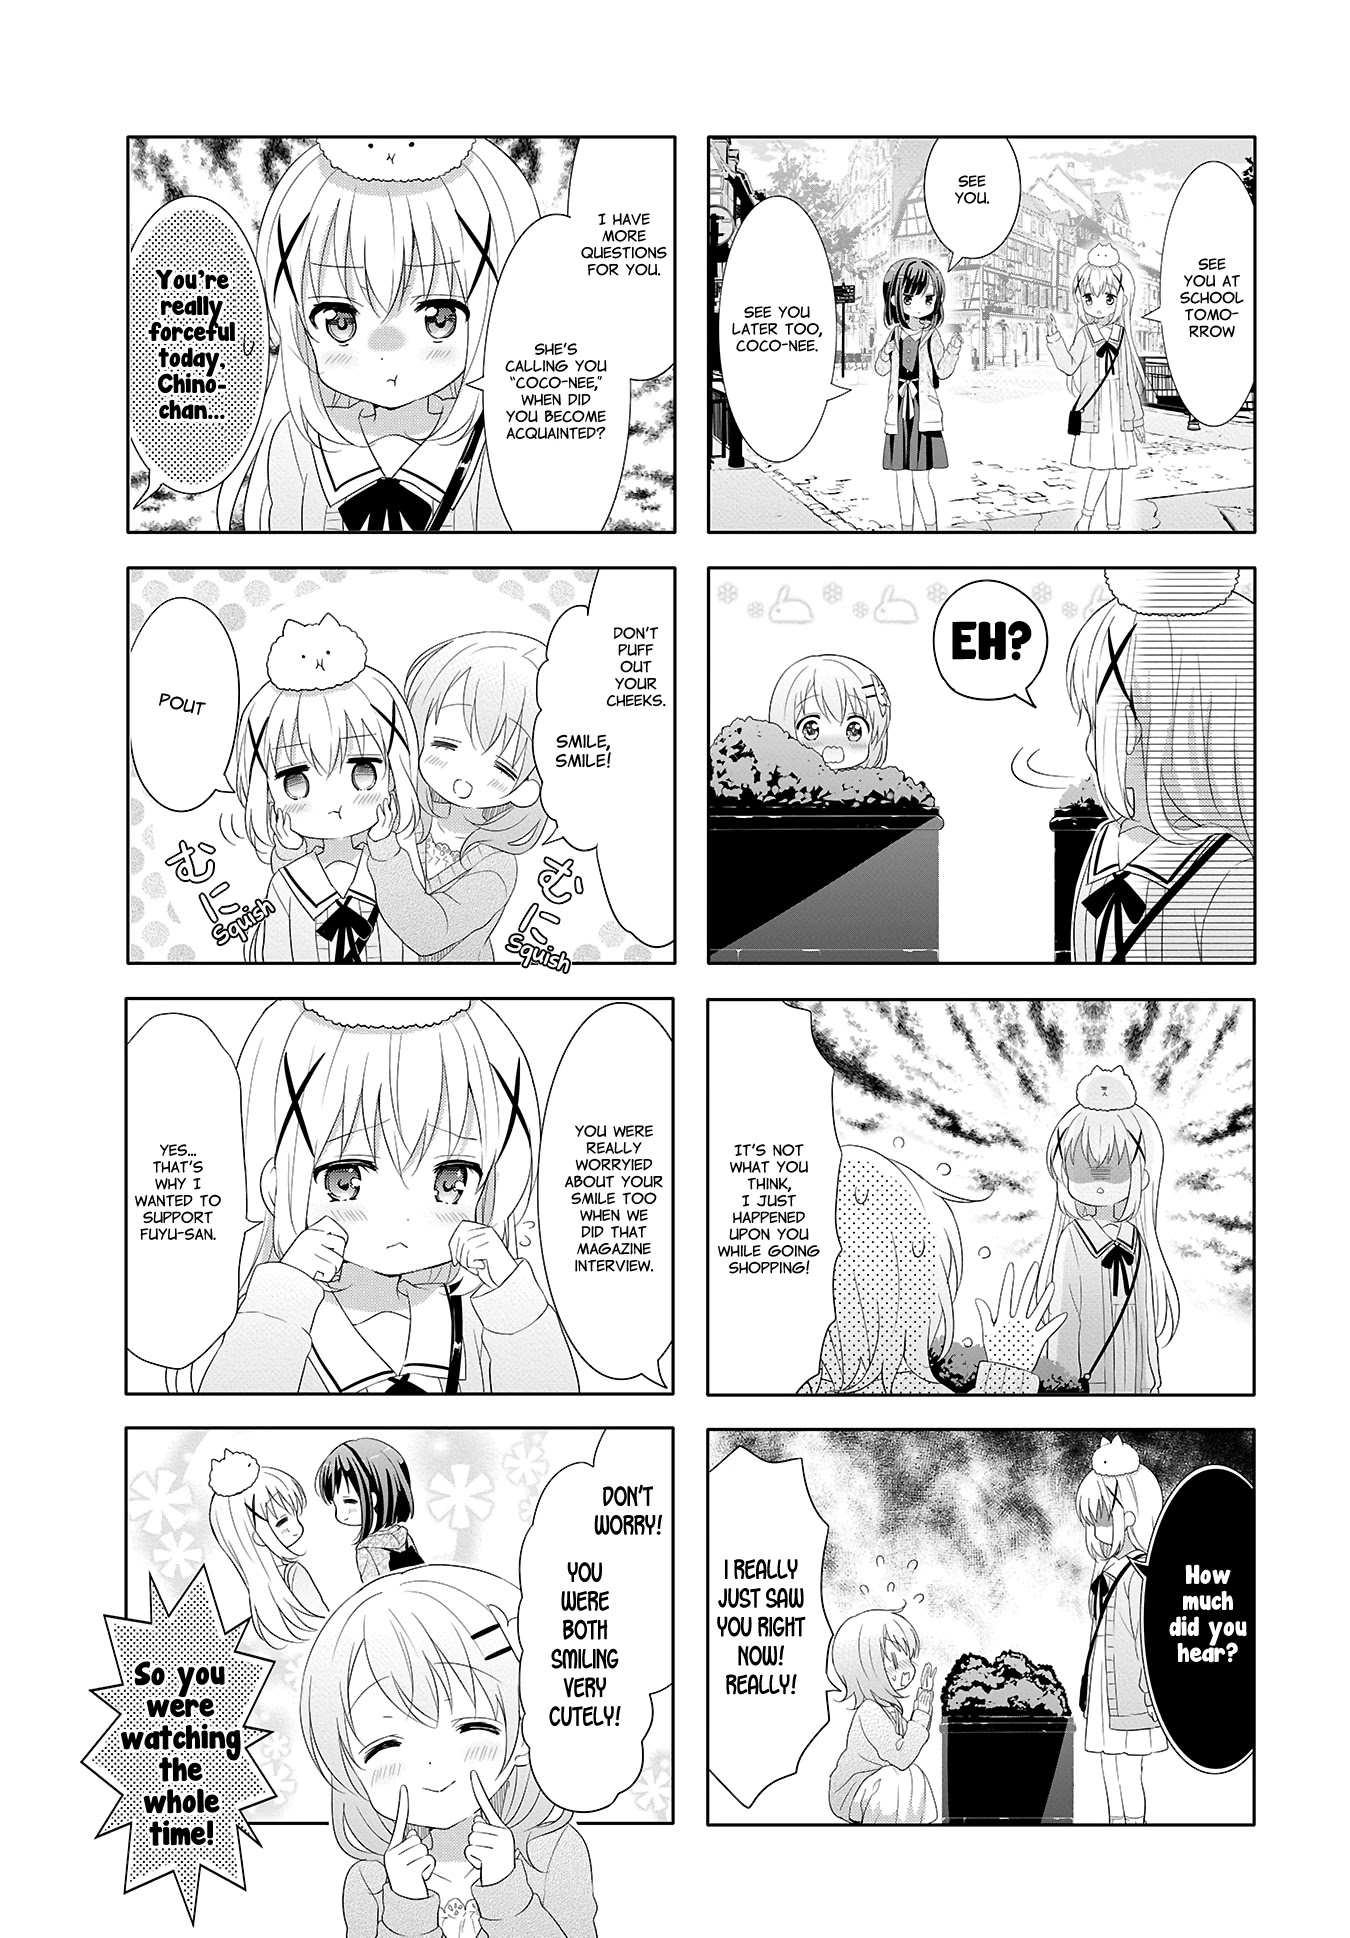 SEE
YOU AT
SCHOOL
TOMO-
RROW
SEE
YOU.
SEE YOU
LATER TOO,
COCO-NEE.
EH?
IT'S NOT
WHAT YOU
THINK,
I JUST
HAPPENED
UPON YOU
WHILE GOING
SHOPPING!
How
much
did you
hear?
I REALLY
JUST SAW
YOU RIGHT
NOW!
REALLY!
I HAVE
MORE
QUESTIONS
FOR YOU.
SHE'S
CALLING YOU
"COCO-NEE,"
WHEN DID
YOU BECOME
ACQUAINTED?
You're
really
forceful
today,
Chino-
chan...
DON'T
PUFF
OUT
YOUR
CHEEKS.
SMILE,
SMILE!
POUT
むに
Squish
むに
Squish
YOU WERE
REALLY
WORRYIED
ABOUT YOUR
SMILE TOO
WHEN WE
DID THAT
MAGAZINE
INTERVIEW.
YES...
THAT'S
WHY I
WANTED TO
SUPPORT
FUYU-SAN.
DON'T
WORRY!
YOU
WERE
BOTH
SMILING
VERY
CUTELY!
So you
were
watching
the
whole
time!